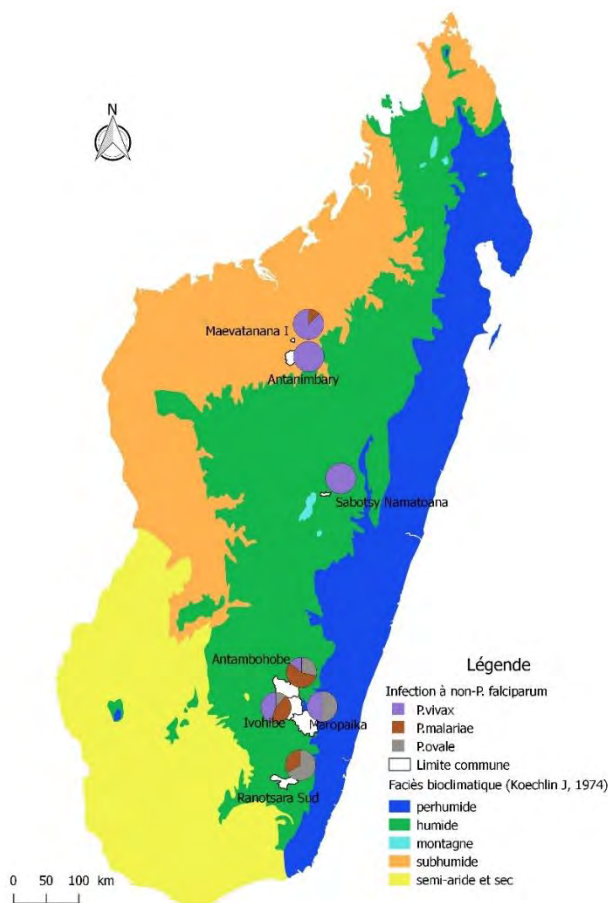 N
Maevatanana I
Antanimbary
Sabotsy Namatoana
Antambohobe
Ivohibe
Maropaika
Ranotsara Sud
Légende
Infection à non-P. falciparum
P.vivax
P.malariae
P.ovale
Limite commune
Faciès bioclimatique (Koechlin J, 1974)
perhumide
humide
montagne
subhumide
semi-aride et sec
0 50 100 km